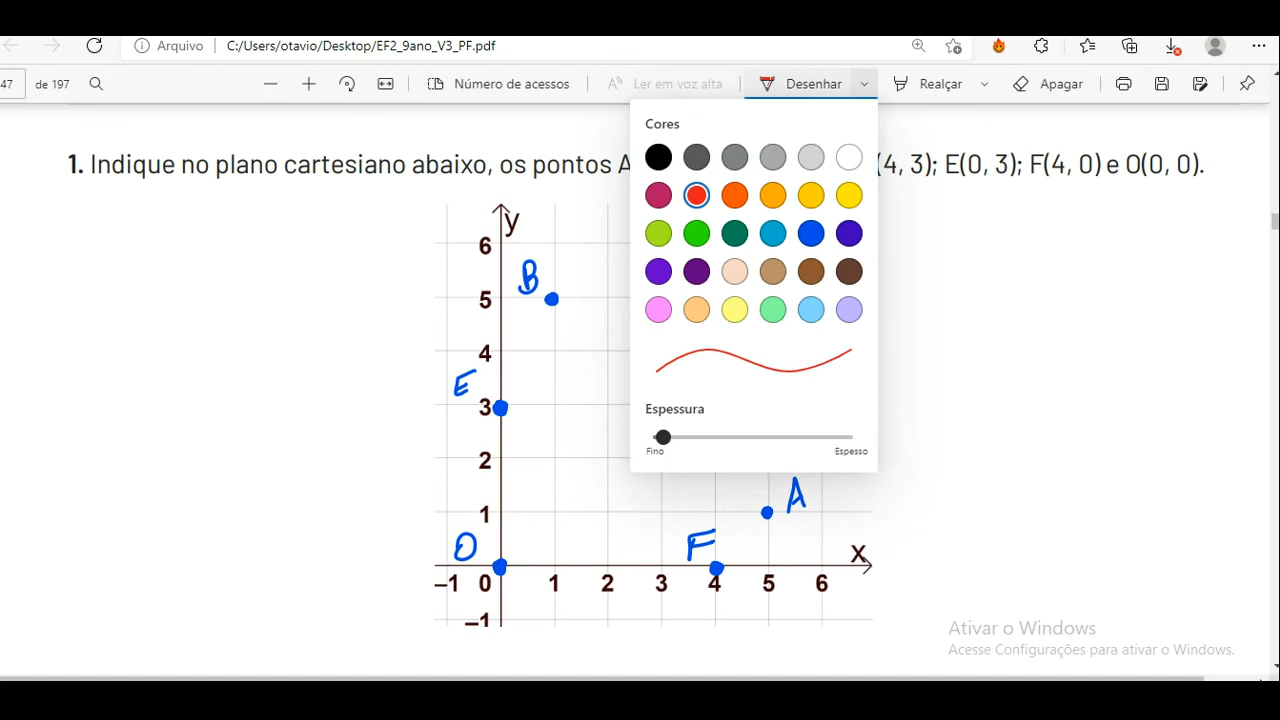 Arquivo C:/Users/otavio/Desktop/EF2_9ano_V3_PF.pdf
47 de 197 Número de acessos Ler em voz alta Desenhar Realçar Apagar
Cores
1. Indique no plano cartesiano abaixo, os pontos A (4, 3); E(0, 3); F(4, 0) e O(0, 0).
y
6
B
5
4
E
3
Espessura
Fino Espesso
2
A
1
O F x
–1 0 1 2 3 4 5 6
–1
Ativar o Windows
Acesse Configurações para ativar o Windows.